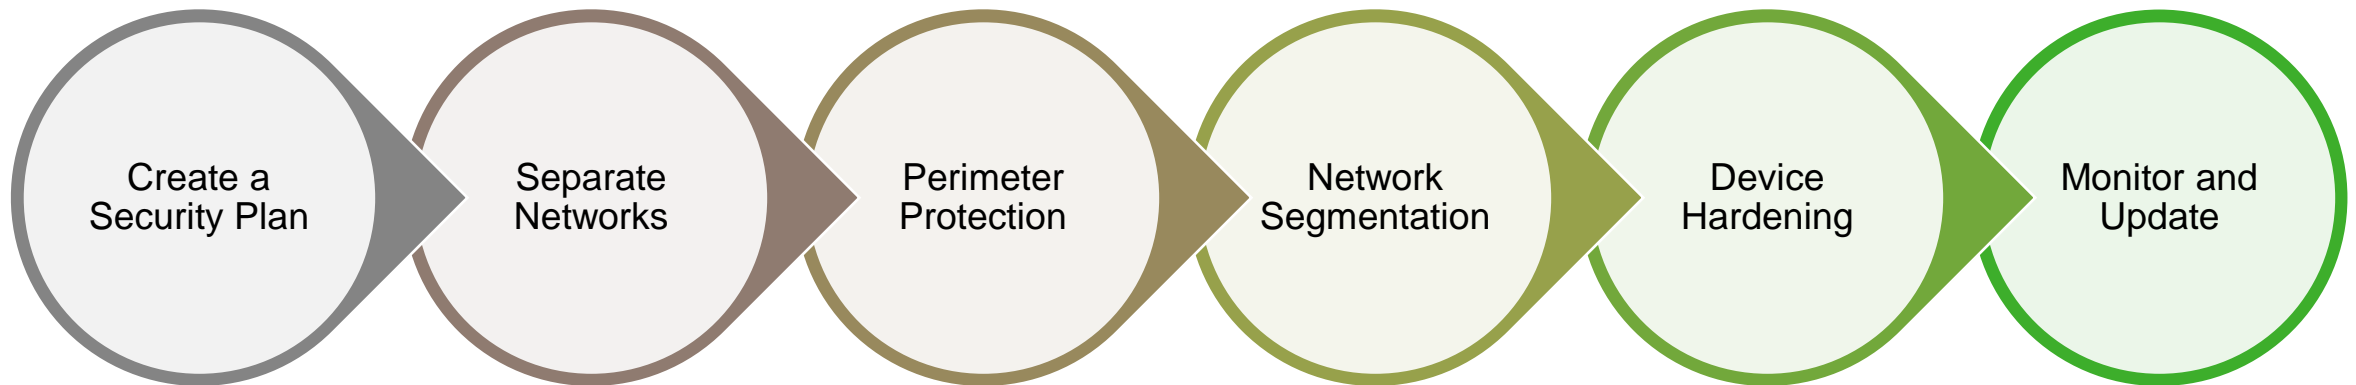 Create a
Security Plan
Separate
Networks
Perimeter
Protection
Network
Segmentation
Device
Hardening
Monitor and
Update